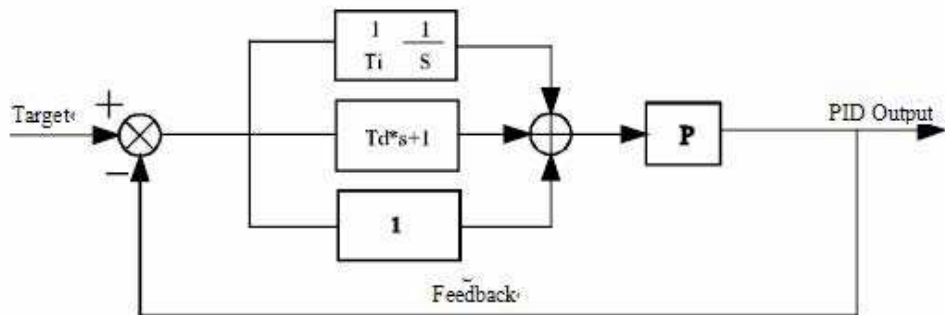 1 1
Ti S
Target
+
PID Output
Td*s+1
P
−
1
Feedback